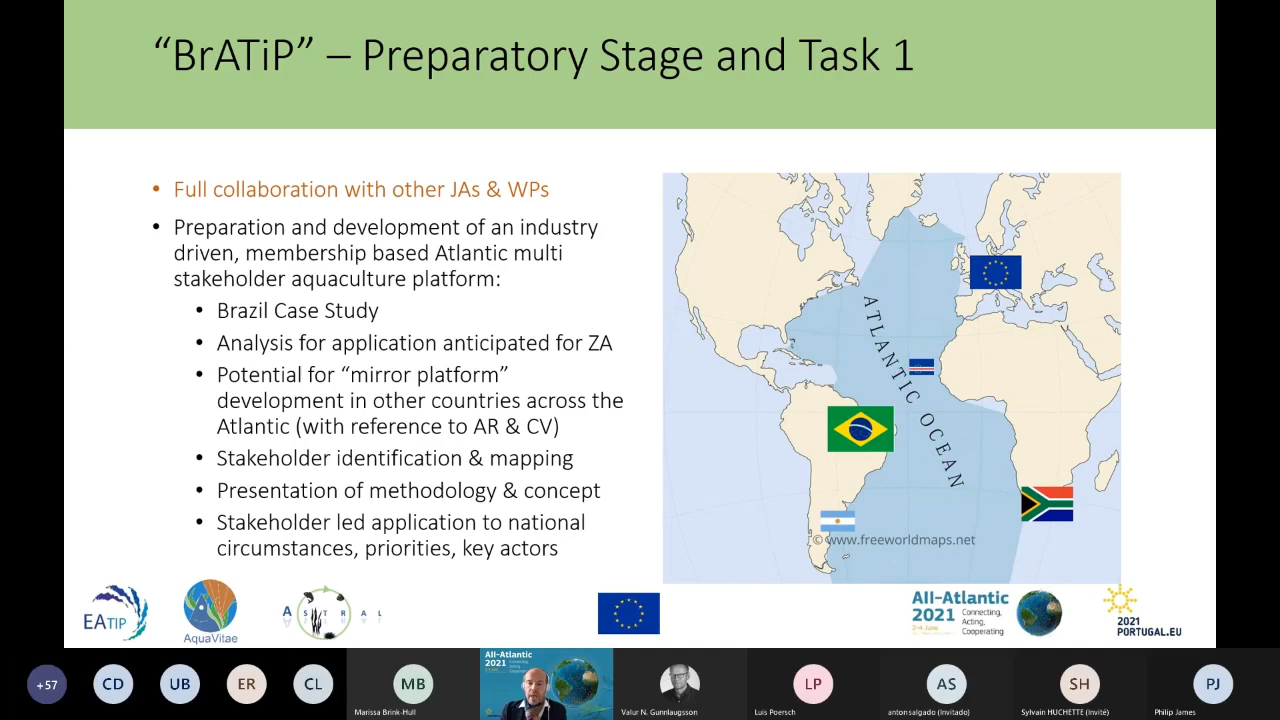 “BrATiP” – Preparatory Stage and Task 1
• Full collaboration with other JAs & WPs
• Preparation and development of an industry
driven, membership based Atlantic multi
stakeholder aquaculture platform:
• Brazil Case Study
• Analysis for application anticipated for ZA
• Potential for “mirror platform”
development in other countries across the
Atlantic (with reference to AR & CV)
• Stakeholder identification & mapping
• Presentation of methodology & concept
• Stakeholder led application to national
circumstances, priorities, key actors
ATLANTIC OCEAN
© www.freeworldmaps.net
EATIP
AquaVitae
ASTRAL
All-Atlantic
2021
2-4 June
Connecting,
Acting,
Cooperating
2021
PORTUGAL.EU
+57
CD
UB
ER
CL
MB
Marissa Brink-Hull
All-Atlantic
2021
Valur N. Gunnlaugsson
LP
Luis Poersch
AS
antonsalgado (Invitado)
SH
Sylvain HUCHETTE (Invité)
PJ
Philip James